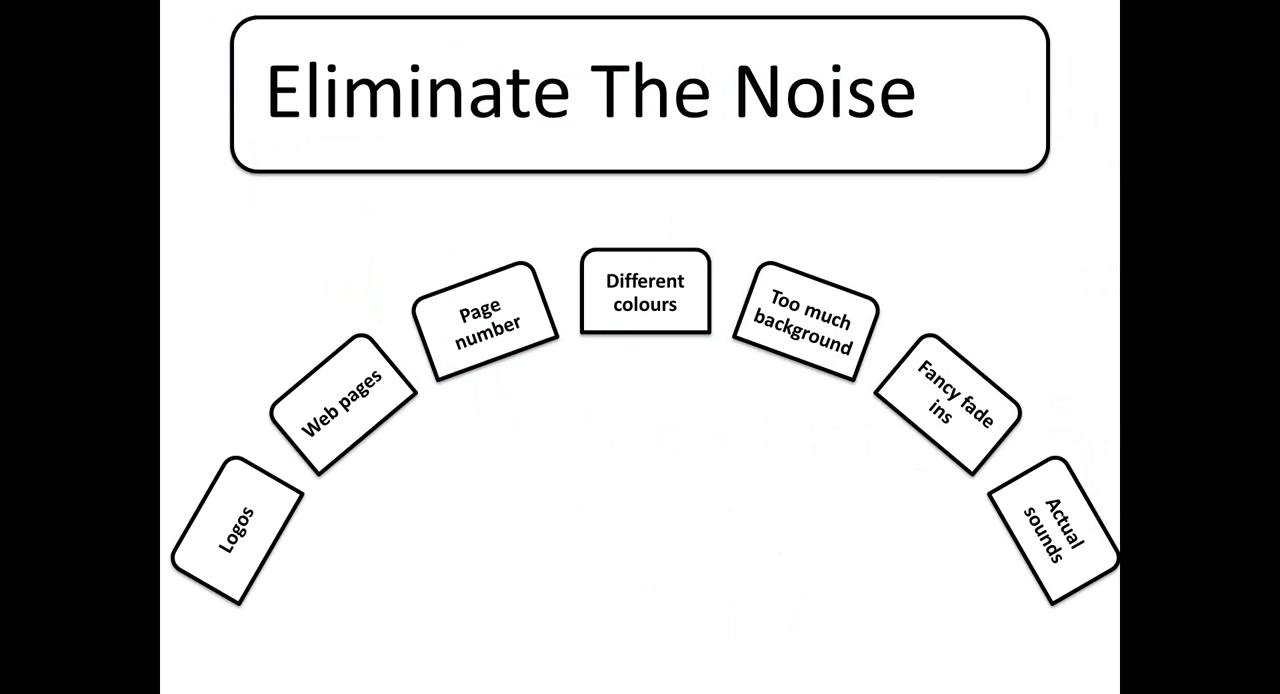 Eliminate The Noise
Logos
Web pages
Page
number
Different
colours
Too much
background
Fancy fade
ins
Actual
sounds